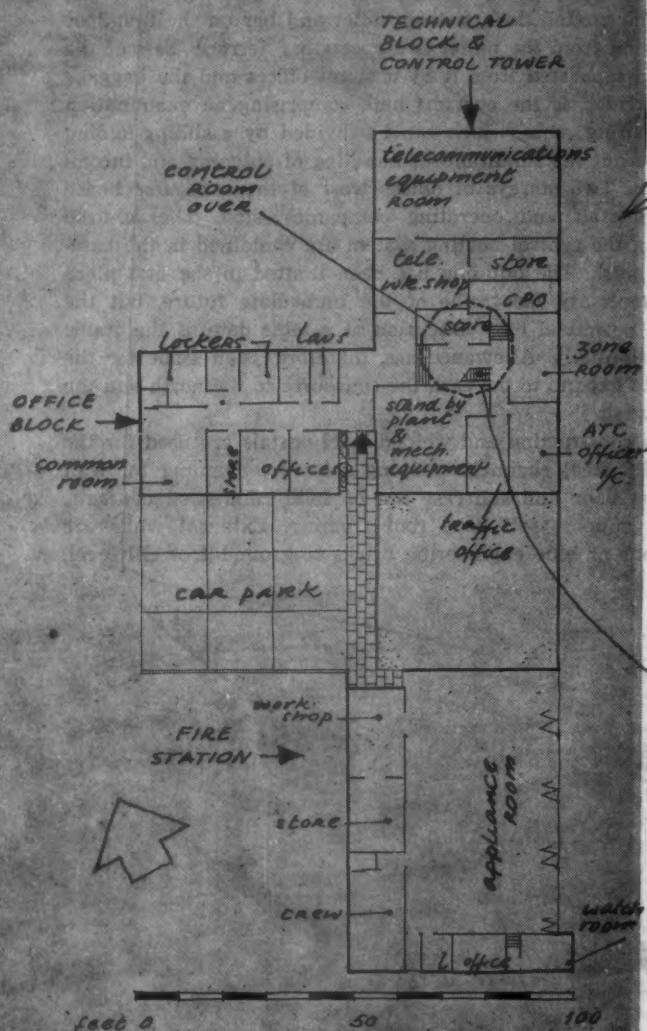 TECHNICAL
BLOCK &
CONTROL TOWER
CONTROL
ROOM
OVER
telecommunications
equipment
room
tele.
wk. shop
store
GPO
store
zone
room
lockers
lavs
OFFICE
BLOCK
common
room
store
offices
stand by
plant
& mech.
equipment
ATC
officer
i/c.
traffic
office
car park
work
shop
FIRE
STATION
appliance
room
store
crew
watch
room
L
office
feet 0
50
100